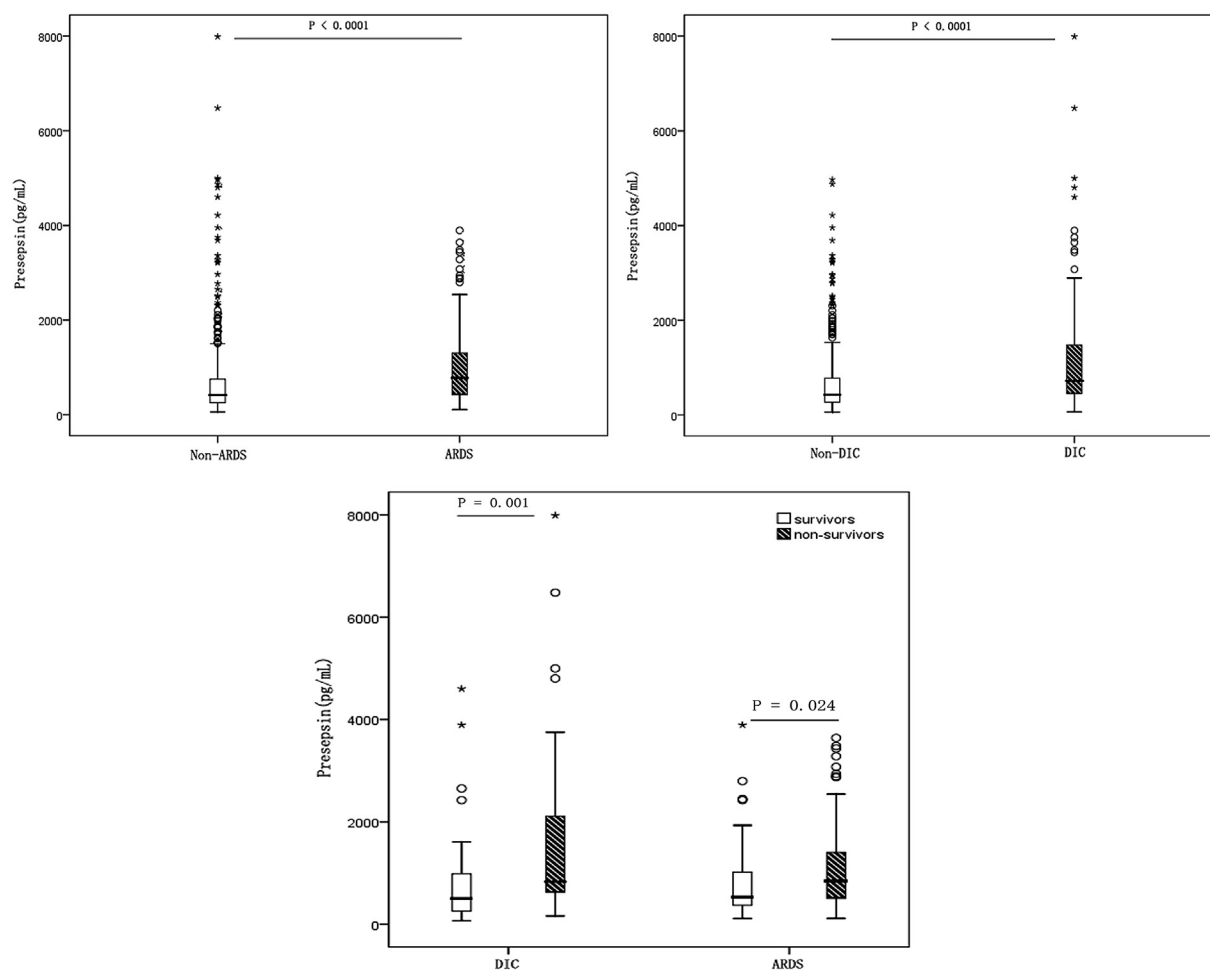 P < 0.0001
8000
6000
4000
2000
0
Presepsin(pg/mL)
Non-ARDS
ARDS
P < 0.0001
8000
6000
4000
2000
0
Presepsin(pg/mL)
Non-DIC
DIC
P = 0.001
survivors
non-survivors
8000
6000
4000
2000
0
Presepsin(pg/mL)
P = 0.024
DIC
ARDS